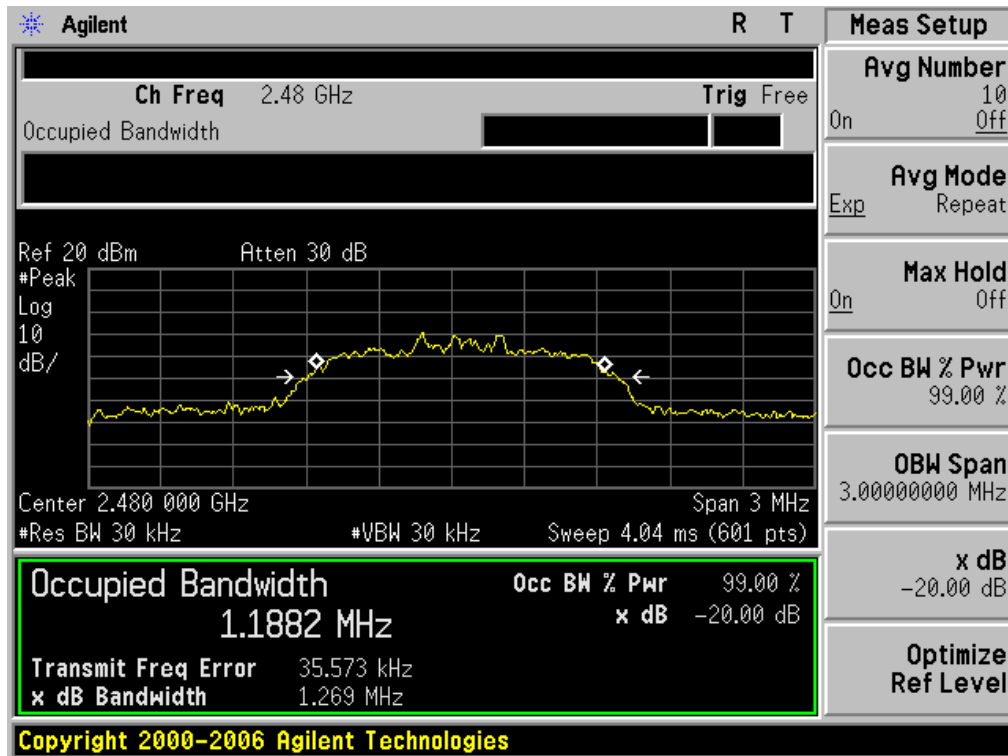 Agilent R T
Ch Freq 2.48 GHz Trig Free
Occupied Bandwidth
Ref 20 dBm Atten 30 dB
#Peak
Log
10
dB/
Center 2.480 000 GHz Span 3 MHz
#Res BW 30 kHz #VBW 30 kHz Sweep 4.04 ms (601 pts)
Occupied Bandwidth Occ BW % Pwr 99.00 %
1.1882 MHz x dB -20.00 dB
Transmit Freq Error 35.573 kHz
x dB Bandwidth 1.269 MHz
Copyright 2000-2006 Agilent Technologies
Meas Setup
Avg Number
10
On Off
Avg Mode
Exp Repeat
Max Hold
On Off
Occ BW % Pwr
99.00 %
OBW Span
3.00000000 MHz
x dB
-20.00 dB
Optimize
Ref Level